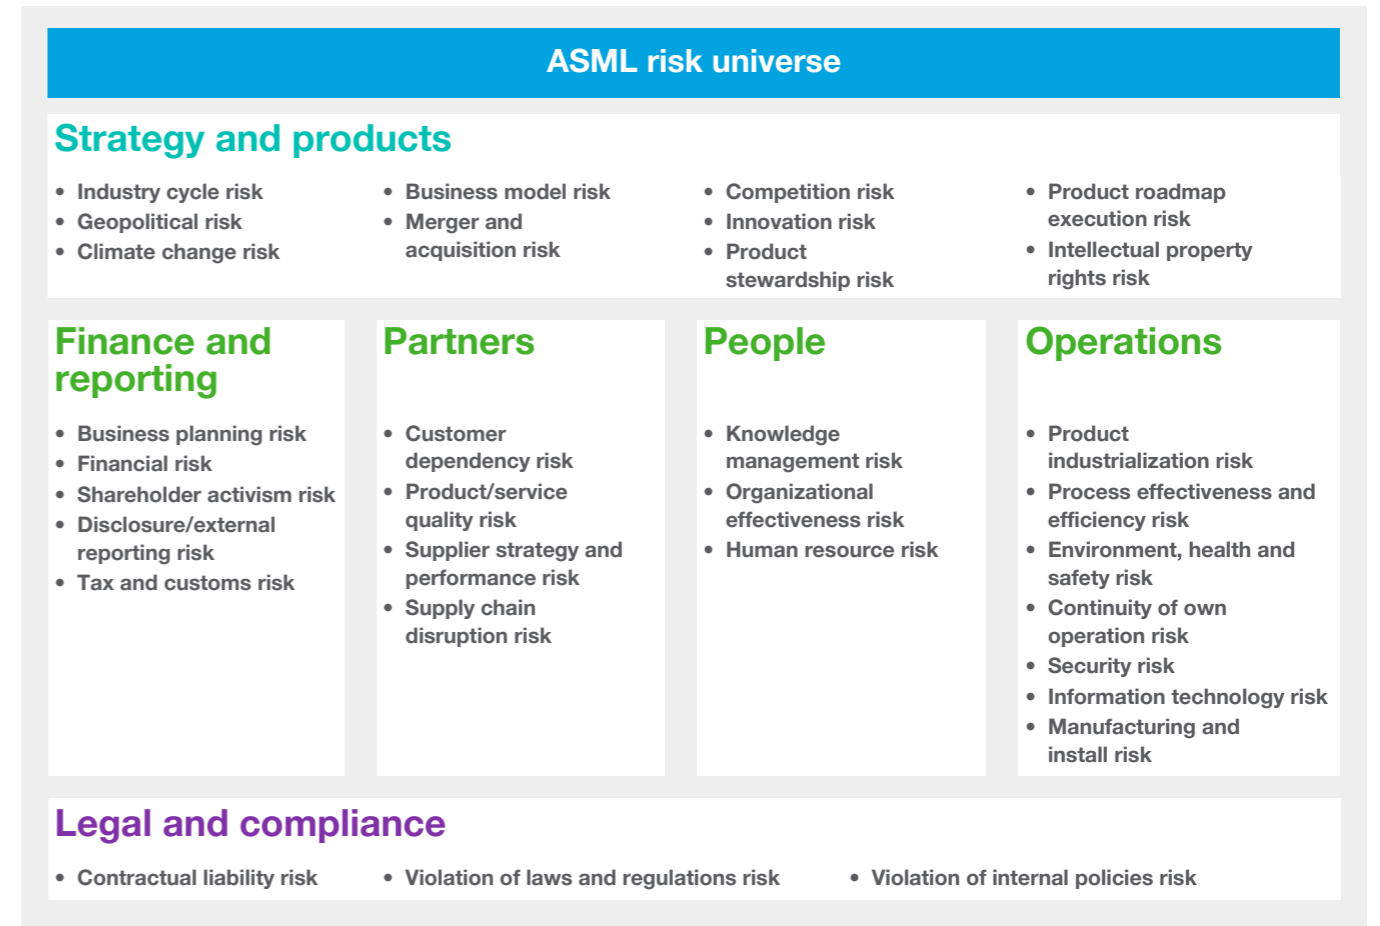 ASML risk universe
Strategy and products
• Industry cycle risk
• Geopolitical risk
• Climate change risk
• Business model risk
• Merger and
acquisition risk
• Competition risk
• Innovation risk
• Product
stewardship risk
• Product roadmap
execution risk
• Intellectual property
rights risk
Finance and
reporting
• Business planning risk
• Financial risk
• Shareholder activism risk
• Disclosure/external
reporting risk
• Tax and customs risk
Partners
• Customer
dependency risk
• Product/service
quality risk
• Supplier strategy and
performance risk
• Supply chain
disruption risk
People
• Knowledge
management risk
• Organizational
effectiveness risk
• Human resource risk
Operations
• Product
industrialization risk
• Process effectiveness and
efficiency risk
• Environment, health and
safety risk
• Continuity of own
operation risk
• Security risk
• Information technology risk
• Manufacturing and
install risk
Legal and compliance
• Contractual liability risk
• Violation of laws and regulations risk
• Violation of internal policies risk